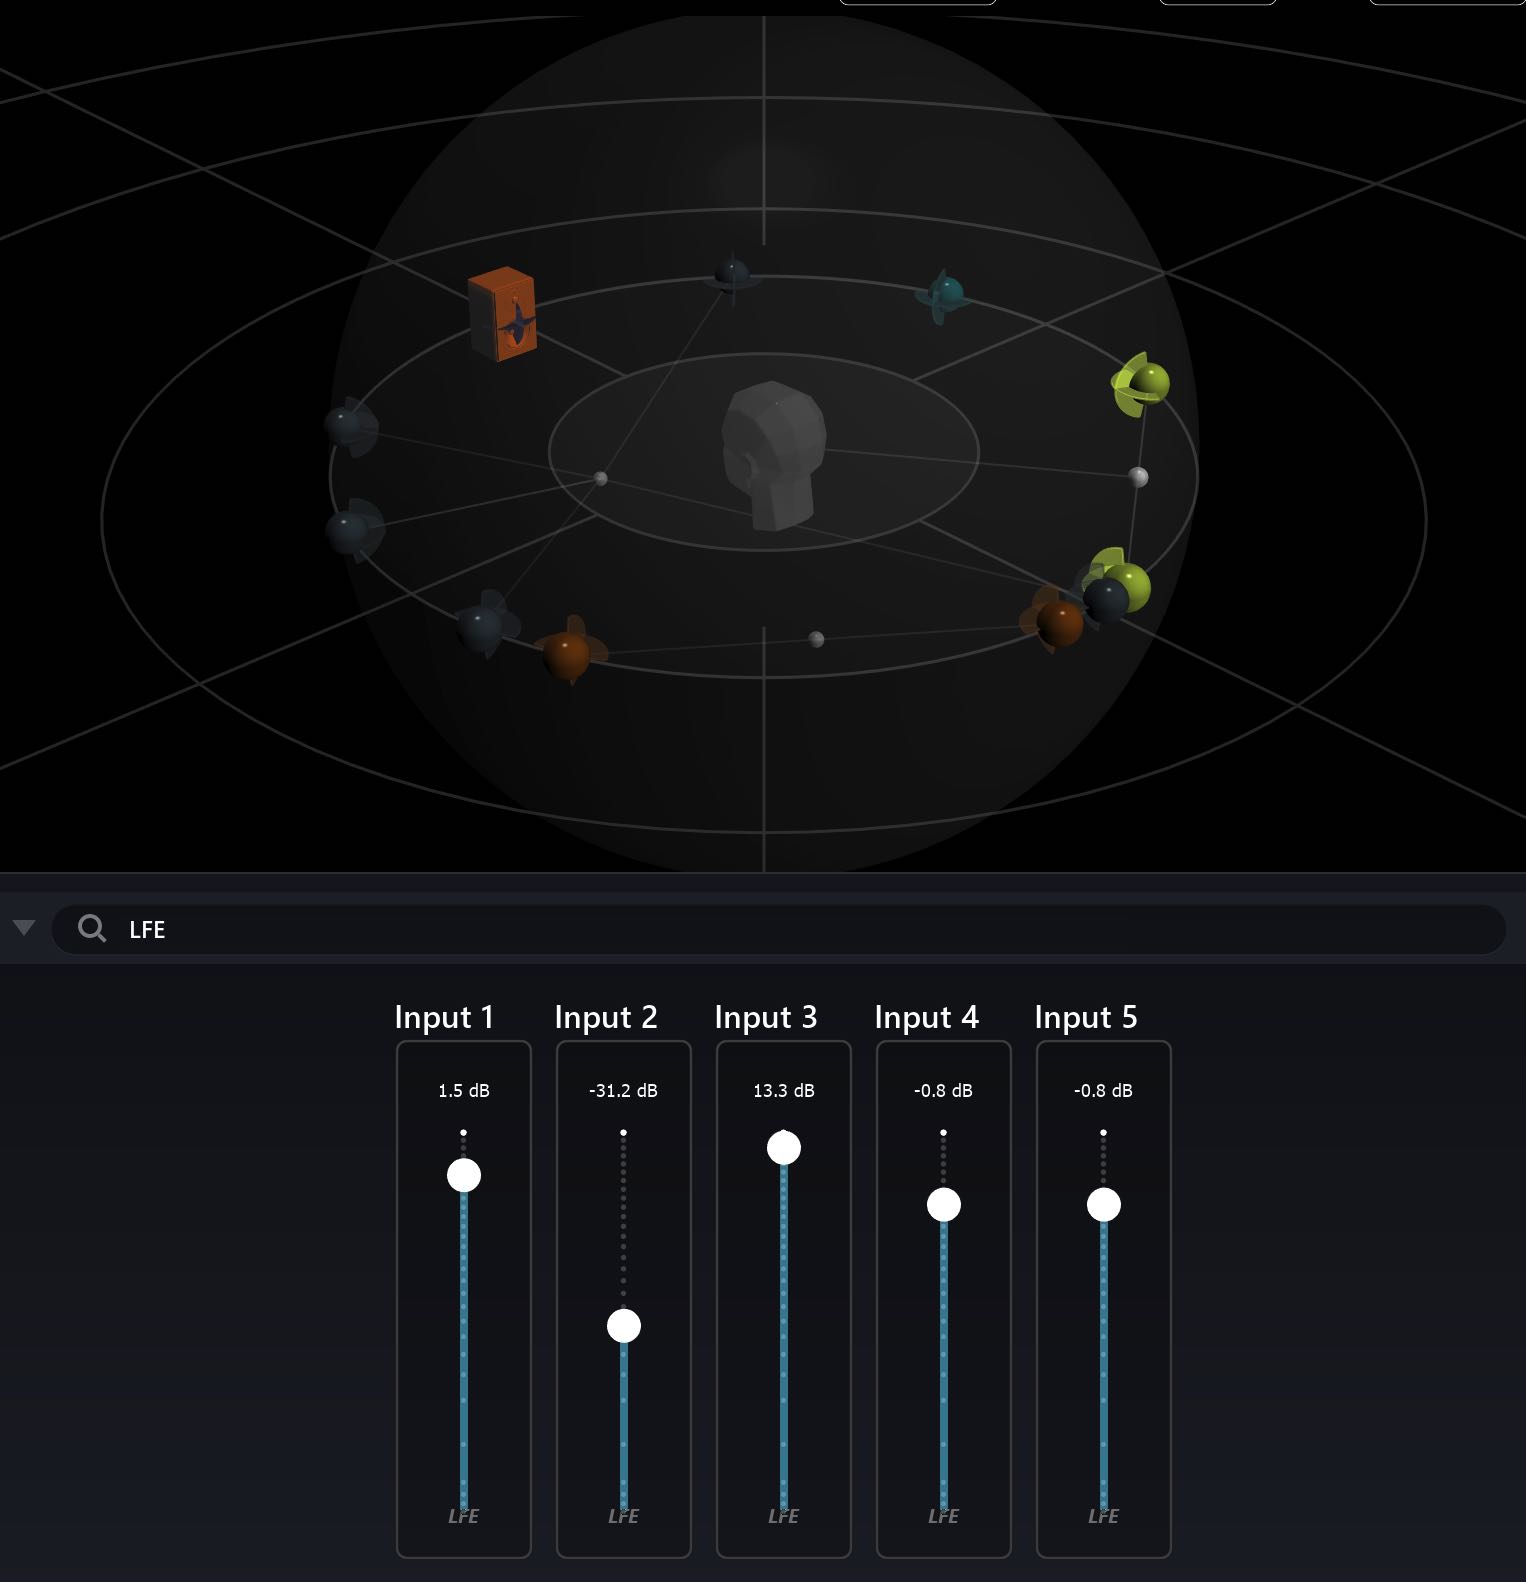 LFE
Input 1 Input 2 Input 3 Input 4 Input 5
1.5 dB -31.2 dB 13.3 dB -0.8 dB -0.8 dB
LFE LFE LFE LFE LFE